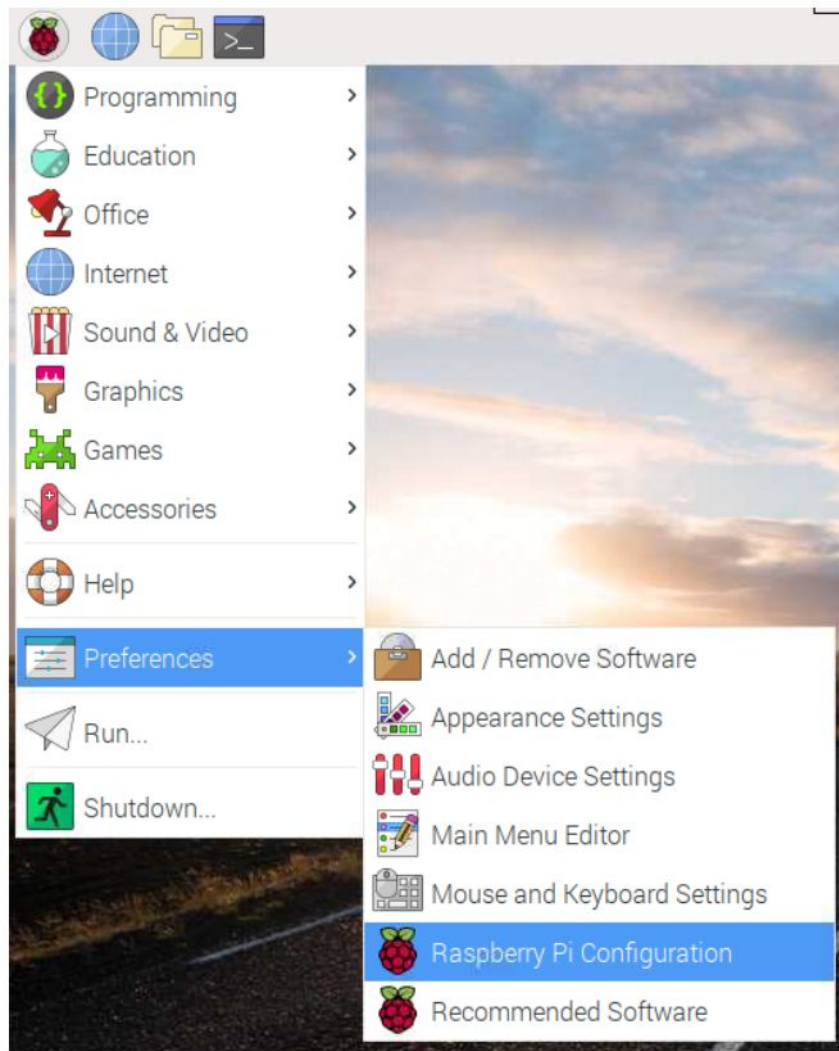 Programming
Education
Office
Internet
Sound & Video
Graphics
Games
Accessories
Help
Preferences
Run...
Shutdown...
Add / Remove Software
Appearance Settings
Audio Device Settings
Main Menu Editor
Mouse and Keyboard Settings
Raspberry Pi Configuration
Recommended Software